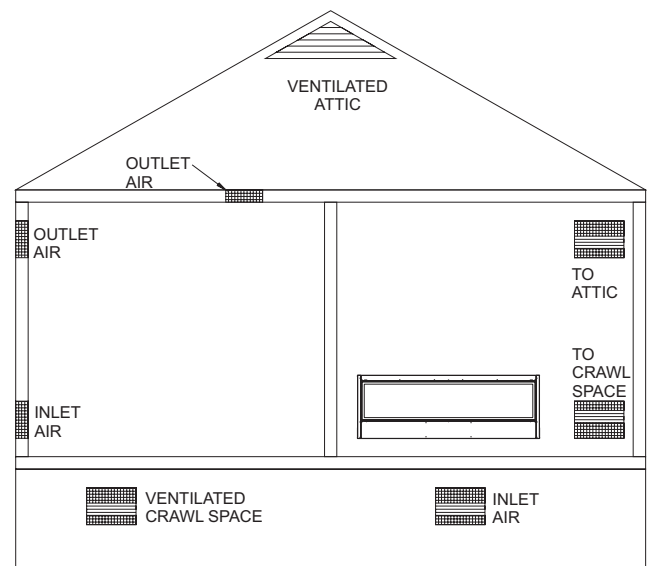 VENTILATED
ATTIC
OUTLET
AIR
OUTLET
AIR
TO
ATTIC
TO
CRAWL
SPACE
INLET
AIR
VENTILATED
CRAWL SPACE
INLET
AIR